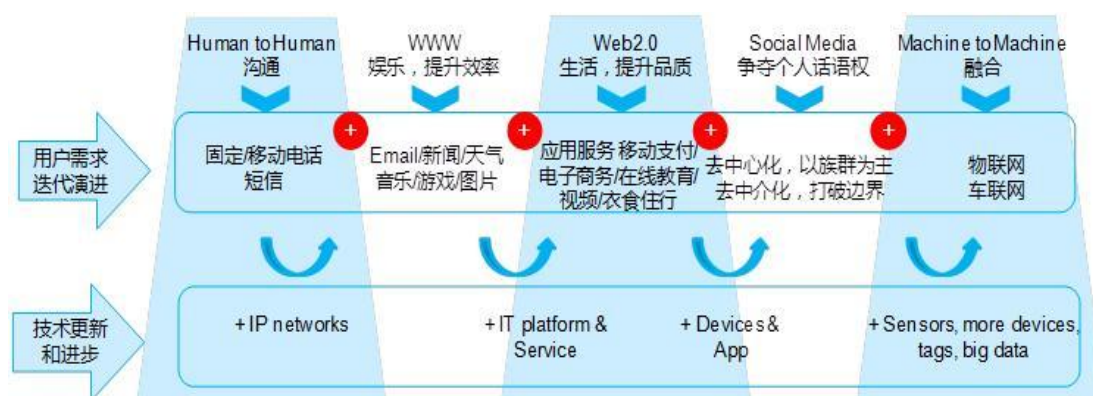 Human to Human
沟通
WWW
娱乐，提升效率
Web2.0
生活，提升品质
Social Media
争夺个人话语权
Machine to Machine
融合
用户需求
迭代演进
固定/移动电话
短信
+
Email/新闻/天气
音乐/游戏/图片
+
应用服务 移动支付/
电子商务/在线教育/
视频/衣食住行
+
去中心化，以族群为主
去中介化，打破边界
+
物联网
车联网
技术更新
和进步
+ IP networks
+ IT platform &
Service
+ Devices &
App
+ Sensors, more devices,
tags, big data